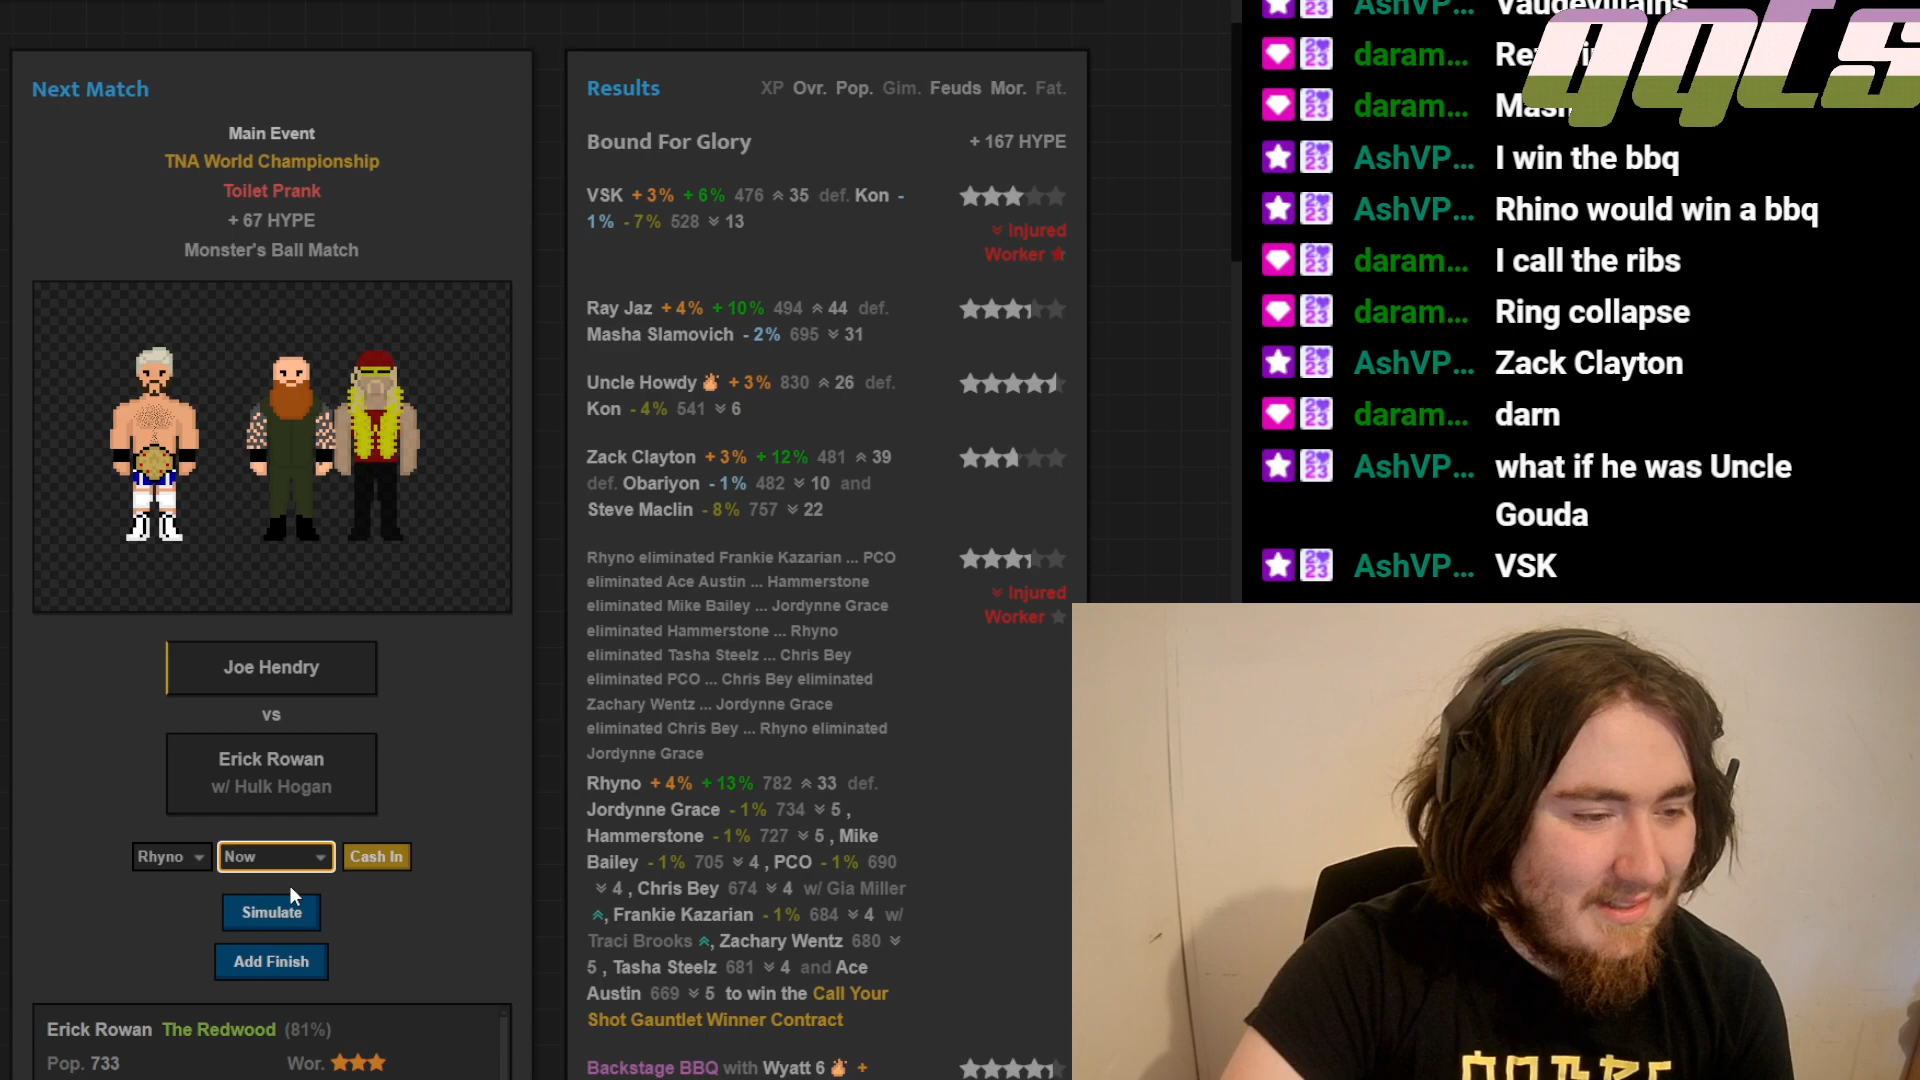 Next Match
Main Event
TNA World Championship
Toilet Prank
+ 67 HYPE
Monster's Ball Match
Joe Hendry
vs
Erick Rowan
w/ Hulk Hogan
Rhyno
Now
Cash In
Simulate
Add Finish
Erick Rowan The Redwood (81%)
Pop. 733 Wor.
Results XP Ovr. Pop. Gim. Feuds Mor. Fat.
Bound For Glory + 167 HYPE
VSK + 3% + 6% 476 35 def. Kon -
1% - 7% 528 13
Injured
Worker
Ray Jaz + 4% + 10% 494 44 def.
Masha Slamovich - 2% 695 31
Uncle Howdy + 3% 830 26 def.
Kon - 4% 541 6
Zack Clayton + 3% + 12% 481 39
def. Obariyon - 1% 482 10 and
Steve Maclin - 8% 757 22
Rhyno eliminated Frankie Kazarian ... PCO
eliminated Ace Austin ... Hammerstone
eliminated Mike Bailey ... Jordynne Grace
eliminated Hammerstone ... Rhyno
eliminated Tasha Steelz ... Chris Bey
eliminated PCO ... Chris Bey eliminated
Zachary Wentz ... Jordynne Grace
eliminated Chris Bey ... Rhyno eliminated
Jordynne Grace
Injured
Worker
Rhyno + 4% + 13% 782 33 def.
Jordynne Grace - 1% 734 5 ,
Hammerstone - 1% 727 5 , Mike
Bailey - 1% 705 4 , PCO - 1% 690
4 , Chris Bey 674 4 w/ Gia Miller
, Frankie Kazarian - 1% 684 4 w/
Traci Brooks , Zachary Wentz 680
5 , Tasha Steelz 681 4 and Ace
Austin 669 5 to win the Call Your
Shot Gauntlet Winner Contract
Backstage BBQ with Wyatt 6 +
AshVP... Vaudevillains
daram...
daram...
AshVP... I win the bbq
AshVP... Rhino would win a bbq
daram... I call the ribs
daram... Ring collapse
AshVP... Zack Clayton
daram... darn
AshVP... what if he was Uncle
Gouda
AshVP... VSK
qqts